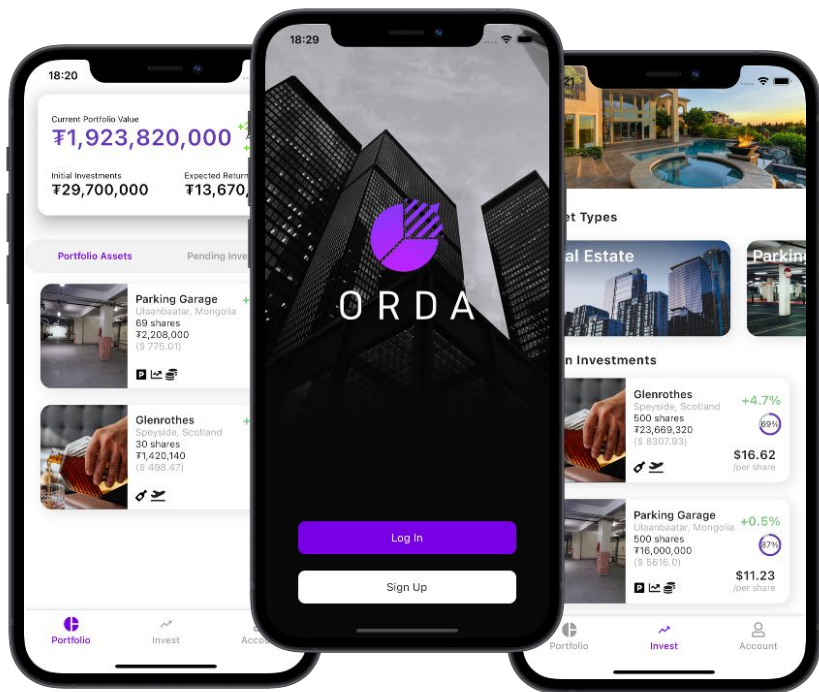 18:20
Current Portfolio Value
₮1,923,820,000
Initial Investments
Expected Return
₮29,700,000
₮13,670,
Portfolio Assets
Pending Inve
Parking Garage
Ulaanbaatar, Mongolia
69 shares
₮2,208,000
($ 775.01)
P
Glenrothes
Speyside, Scotland
30 shares
₮1,420,140
($ 498.47)
Portfolio
Invest
Accou
18:29
ORDA
Log In
Sign Up
21
et Types
al Estate
Parkin
n Investments
Glenrothes
Speyside, Scotland
500 shares
₮23,669,320
($ 8307.93)
+4.7%
69%
$16.62
/per share
Parking Garage
Ulaanbaatar, Mongolia
500 shares
₮16,000,000
($ 5616.0)
P
+0.5%
87%
$11.23
/per share
Portfolio
Invest
Account